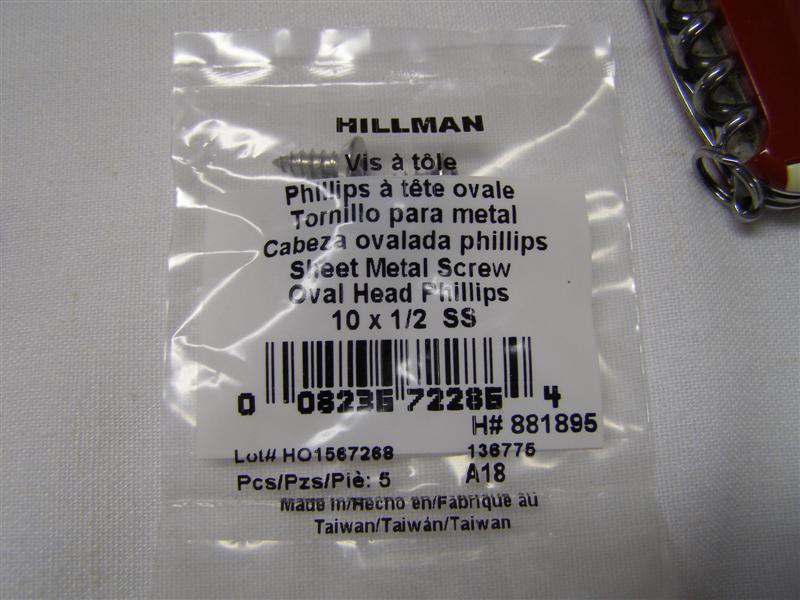 HILLMAN
Vis à tôle
Phillips à tête ovale
Tornillo para metal
Cabeza ovalada phillips
Sheet Metal Screw
Oval Head Phillips
10 x 1/2 SS
0 08236 72286 4
H# 881895
Lot# HO1567268 136775
Pcs/Pzs/Piè: 5 A18
Made in/Hecho en/Fabrique au
Taiwan/Taiwán/Taiwan